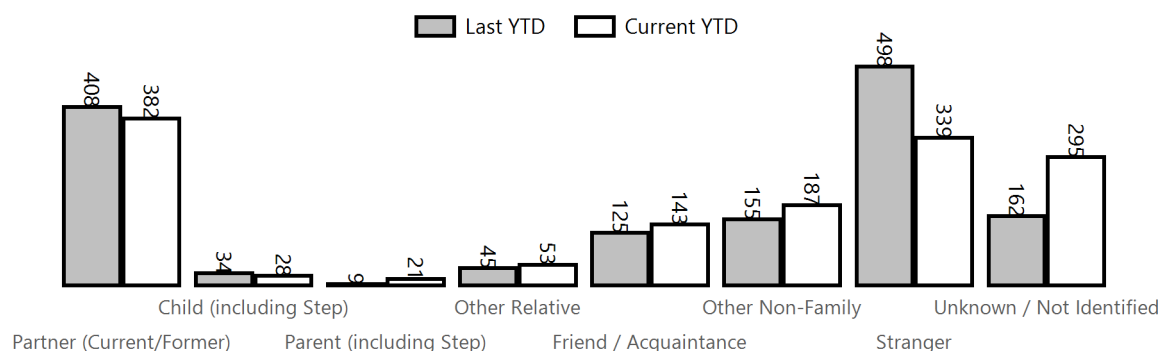 Last YTD Current YTD
408 382 34 28 9 21 45 53 125 143 155 187 498 339 162 295
Child (including Step) Other Relative Other Non-Family Unknown / Not Identified
Partner (Current/Former) Parent (including Step) Friend / Acquaintance Stranger